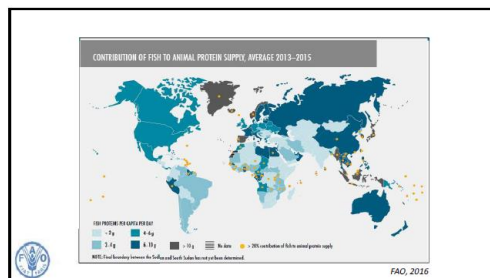 CONTRIBUTION OF FISH TO ANIMAL PROTEIN SUPPLY, AVERAGE 2013–2015
FISH PROTEINS PER CAPITA PER DAY
4-6 g
> 10 g
No data
> 20% contribution of fish to animal protein supply
2-4 g
6-10 g
NOTE: Final boundary between the Sudan and South Sudan has not yet been determined.
FAO, 2016